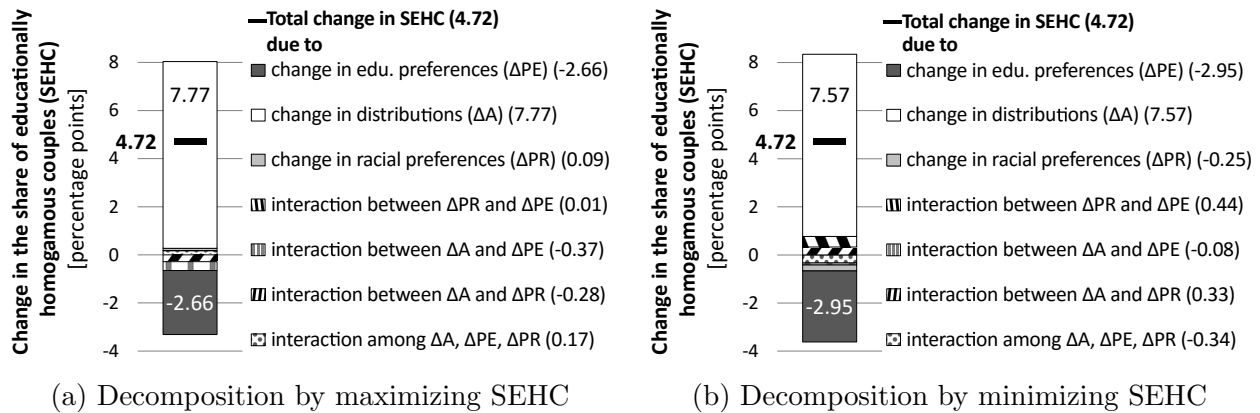 Change in the share of educationally
homogamous couples (SEHC)
[percentage points]
8
6
4.72
4
2
0
-2
-4
7.77
-2.66
Total change in SEHC (4.72)
due to
change in edu. preferences (ΔPE) (-2.66)
change in distributions (ΔA) (7.77)
change in racial preferences (ΔPR) (0.09)
interaction between ΔPR and ΔPE (0.01)
interaction between ΔA and ΔPE (-0.37)
interaction between ΔA and ΔPR (-0.28)
interaction among ΔA, ΔPE, ΔPR (0.17)
(a) Decomposition by maximizing SEHC
Change in the share of educationally
homogamous couples (SEHC)
[percentage points]
8
6
4.72
4
2
0
-2
-4
7.57
-2.95
Total change in SEHC (4.72)
due to
change in edu. preferences (ΔPE) (-2.95)
change in distributions (ΔA) (7.57)
change in racial preferences (ΔPR) (-0.25)
interaction between ΔPR and ΔPE (0.44)
interaction between ΔA and ΔPE (-0.08)
interaction between ΔA and ΔPR (0.33)
interaction among ΔA, ΔPE, ΔPR (-0.34)
(b) Decomposition by minimizing SEHC